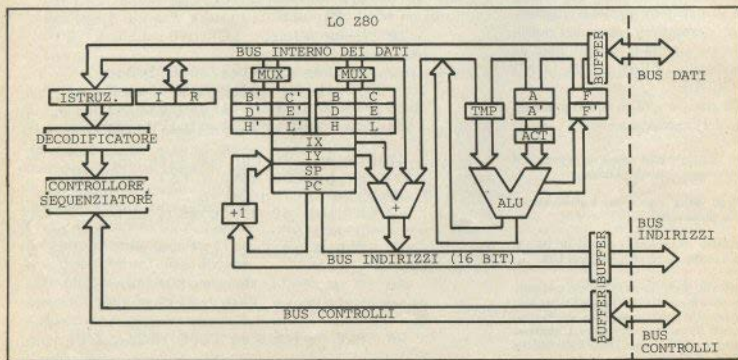 LO Z80
BUS INTERNO DEI DATI
BUFFER
BUS DATI
MUX
MUX
ISTRUZ.
I R
B' C'
D' E'
H' L'
B C
D E
H L
TMP
A
A'
ACT
F
F'
DECODIFICATORE
IX
IY
SP
PC
CONTROLLORE
SEQUENZIATORE
+1
+
ALU
BUS INDIRIZZI (16 BIT)
BUFFER
BUS
INDIRIZZI
BUS CONTROLLI
BUFFER
BUS
CONTROLLI